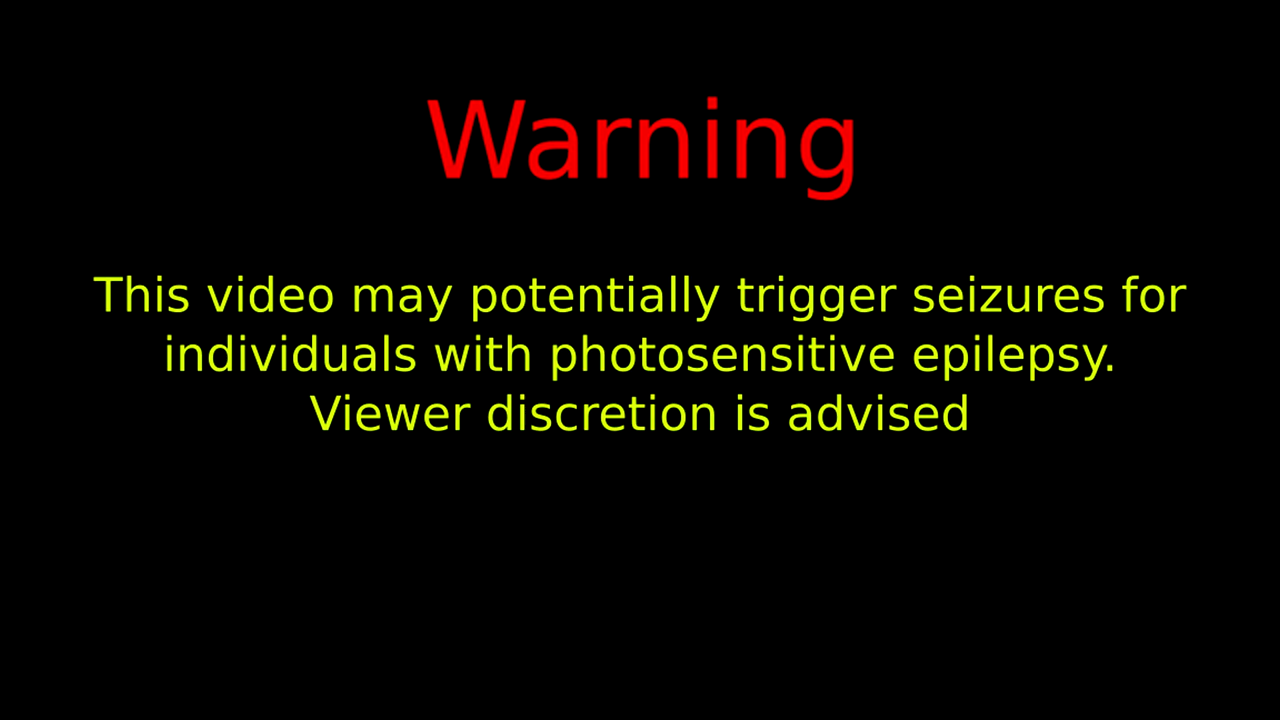 Warning
This video may potentially trigger seizures for
individuals with photosensitive epilepsy.
Viewer discretion is advised